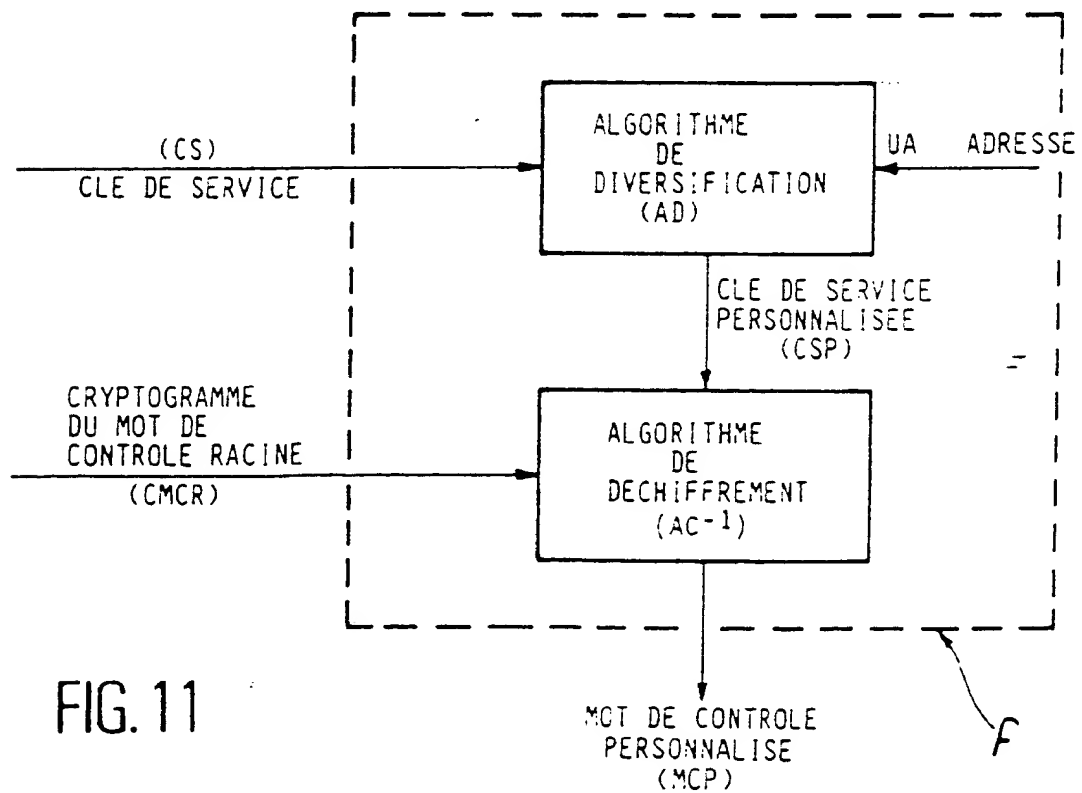 ALGORITHME
DE
DIVERSIFICATION
(AD)
(CS)
CLE DE SERVICE
UA ADRESSE
CLE DE SERVICE
PERSONNALISEE
(CSP)
CRYPTOGRAMME
DU MOT DE
CONTROLE RACINE
(CMCR)
ALGORITHME
DE
DECHIFFREMENT
(AC-1)
MOT DE CONTROLE
PERSONNALISE
(MCP)
F
FIG. 11